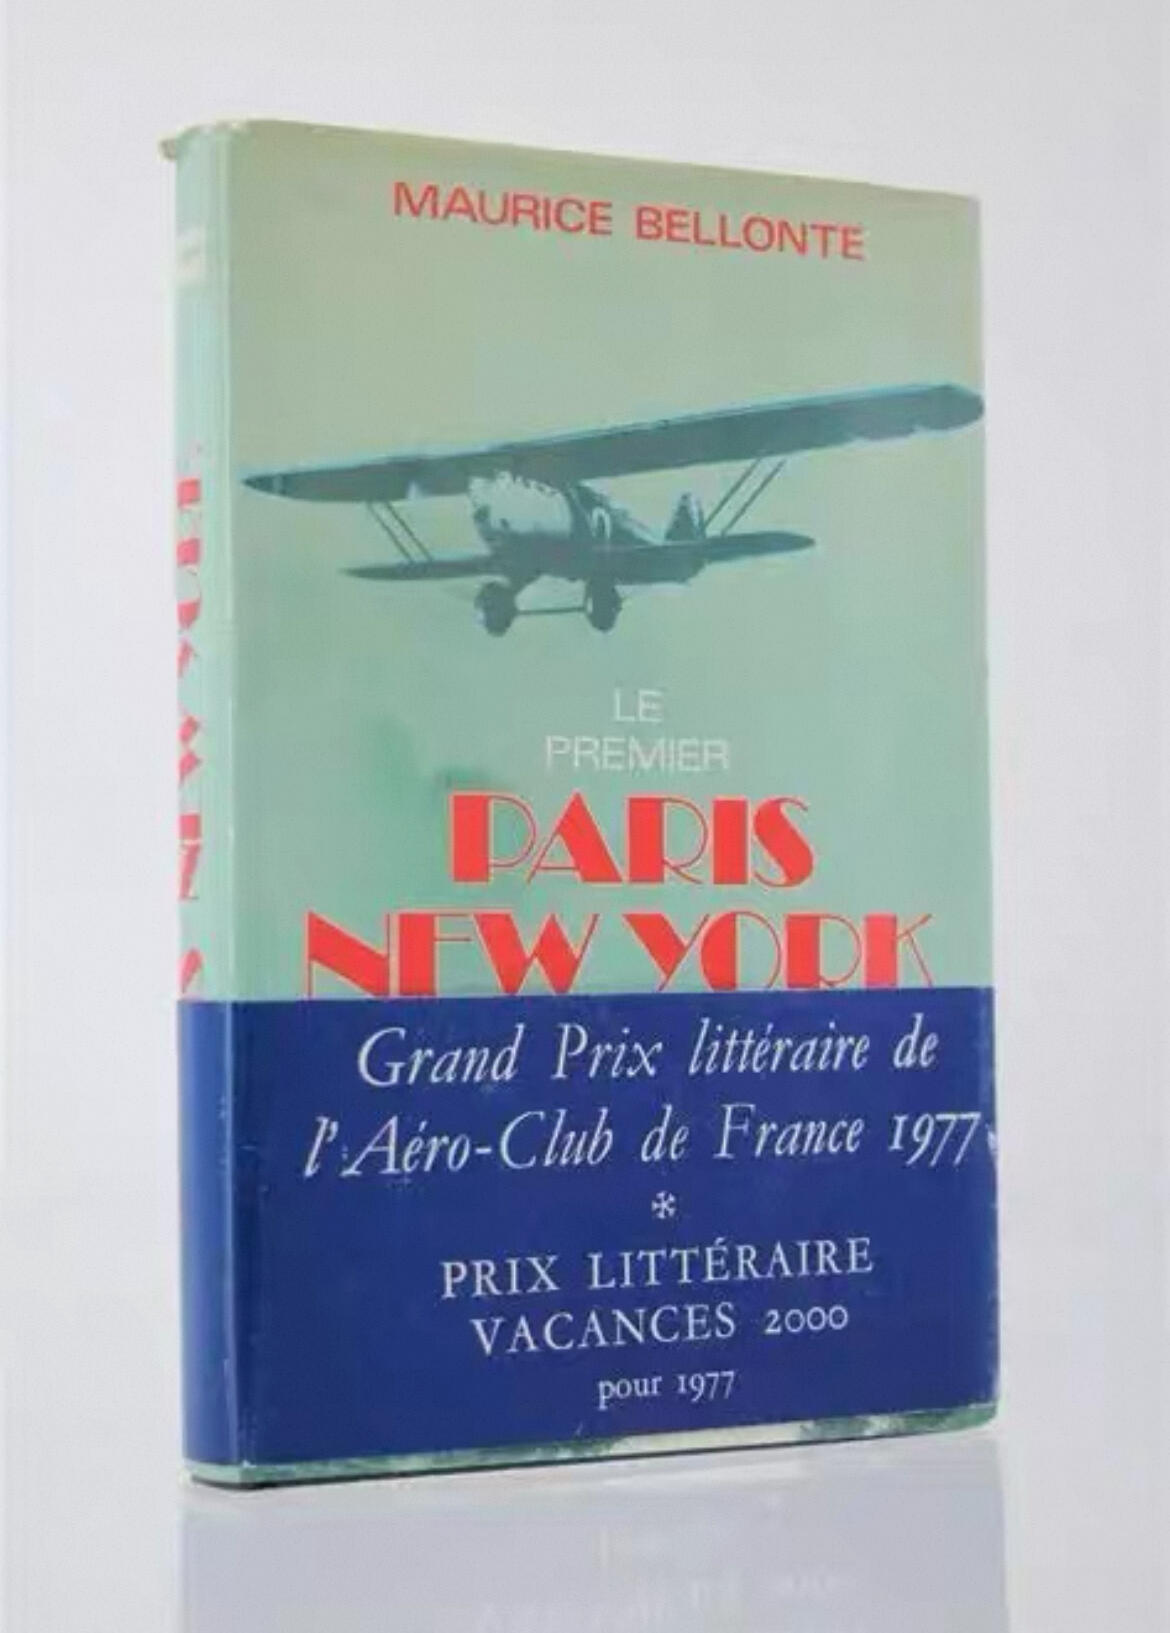 MAURICE BELLONTE
LE
PREMIER
PARIS
NEW YORK
Grand Prix littéraire de
l'Aéro-Club de France 1977
*
PRIX LITTÉRAIRE
VACANCES 2000
pour 1977